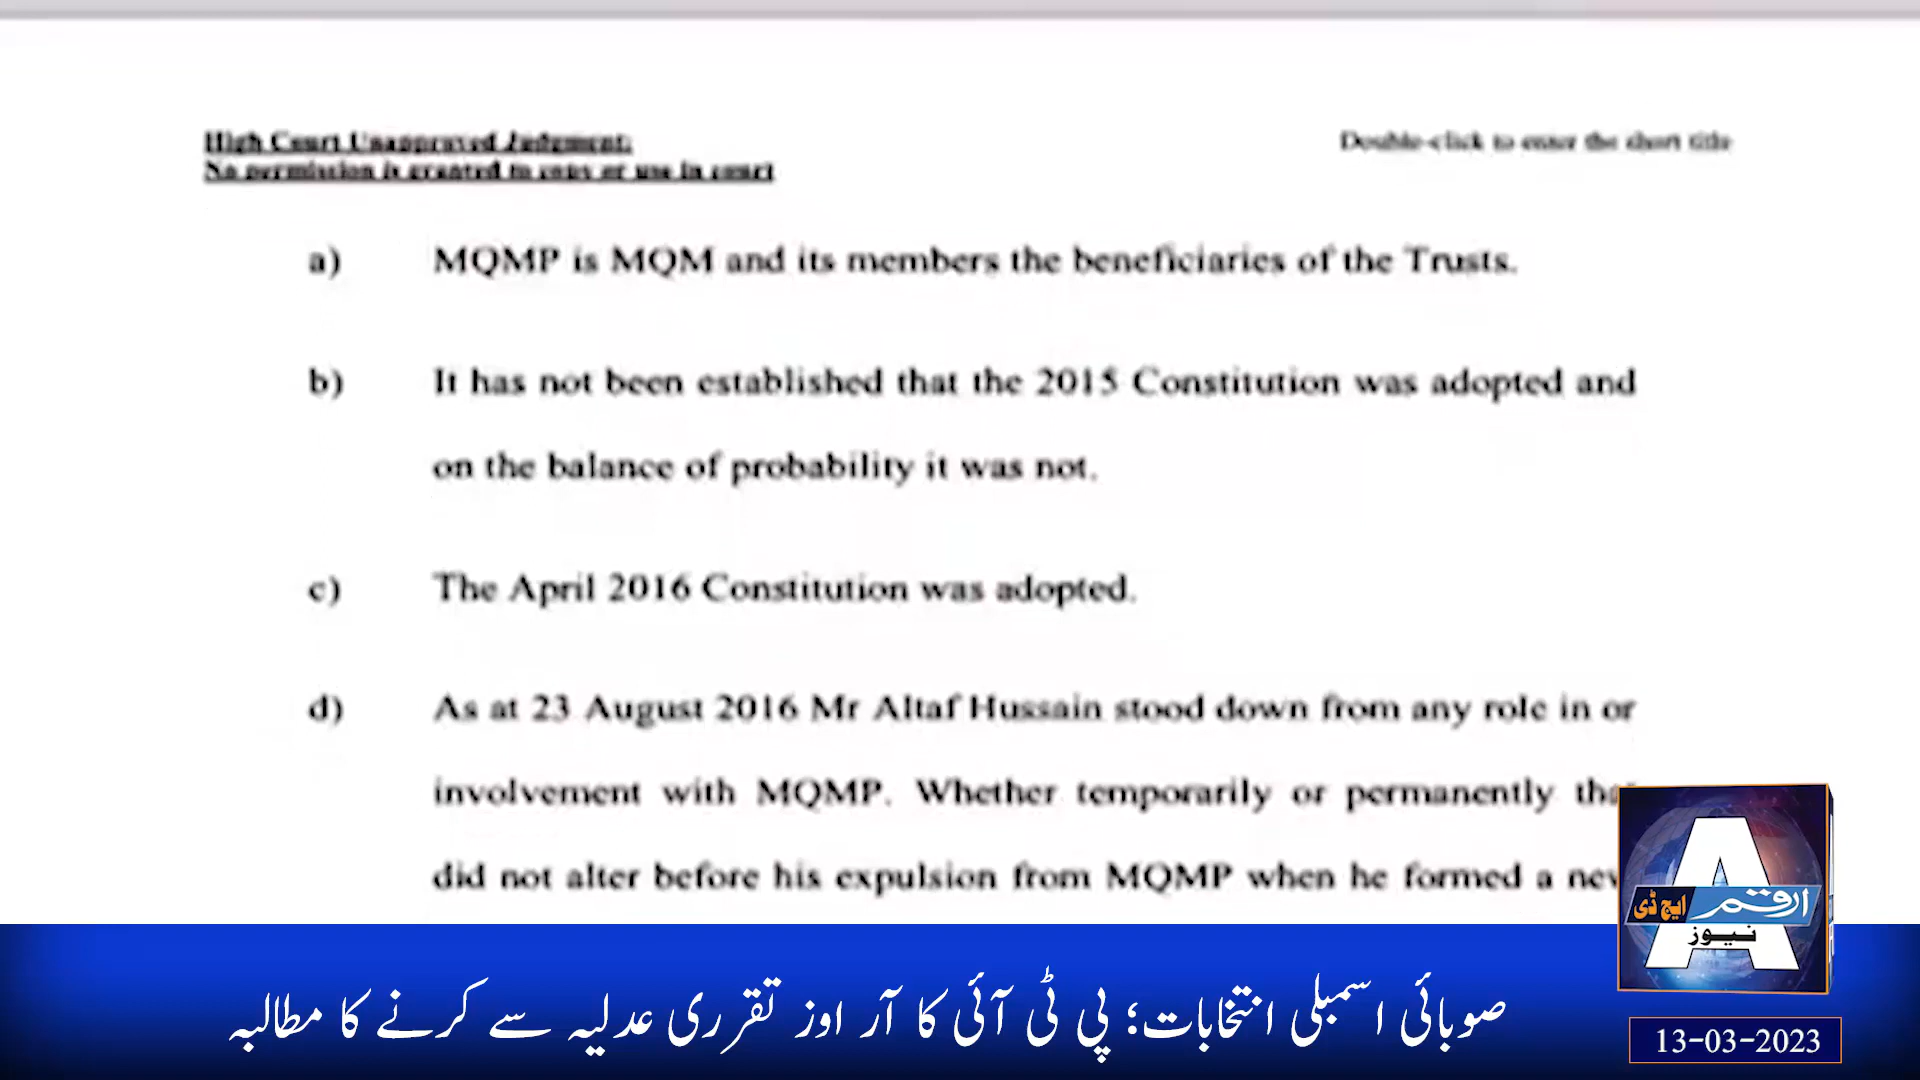 High Court Unapproved Judgment:
No permission is granted to copy or use in court
Double-click to enter the short title
a) MQMP is MQM and its members the beneficiaries of the Trusts.
b) It has not been established that the 2015 Constitution was adopted and
on the balance of probability it was not.
c) The April 2016 Constitution was adopted.
d) As at 23 August 2016 Mr Altaf Hussain stood down from any role in or
involvement with MQMP. Whether temporarily or permanently that
did not alter before his expulsion from MQMP when he formed a new
ارقم ایچ ڈی
نیوز
صوبائی اسمبلی انتخابات؛ پی ٹی آئی کا آر اوز تقرری عدلیہ سے کرنے کا مطالبہ
13-03-2023